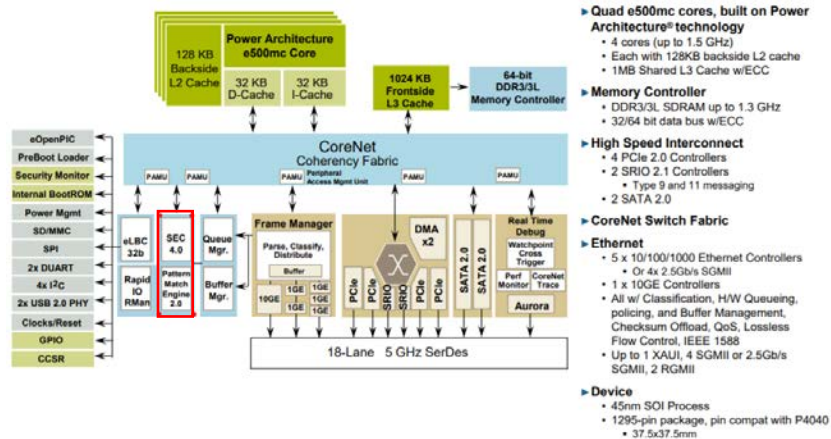 Power Architecture
e500mc Core
128 KB
Backside
L2 Cache
32 KB
D-Cache
32 KB
I-Cache
1024 KB
Frontside
L3 Cache
64-bit
DDR3/3L
Memory Controller
eOpenPIC
PreBoot Loader
Security Monitor
Internal BootROM
Power Mgmt
SD/MMC
SPI
2x DUART
4x I²C
2x USB 2.0 PHY
Clocks/Reset
GPIO
CCSR
CoreNet
Coherency Fabric
PAMU
PAMU
PAMU
Peripheral
Access Mgmt Unit
PAMU
PAMU
eLBC
32b
Rapid
IO
RMan
SEC
4.0
Pattern
Match
Engine
2.0
Queue
Mgr.
Buffer
Mgr.
Frame Manager
Parse, Classify,
Distribute
Buffer
10GE
1GE
1GE
1GE
1GE
1GE
DMA
x2
PCIe
PCIe
SRIO
SRIO
PCIe
PCIe
SATA 2.0
SATA 2.0
Real Time
Debug
Watchpoint
Cross
Trigger
Perf
Monitor
CoreNet
Trace
Aurora
18-Lane 5 GHz SerDes
Quad e500mc cores, built on Power
Architecture® technology
• 4 cores (up to 1.5 GHz)
• Each with 128KB backside L2 cache
• 1MB Shared L3 Cache w/ECC
Memory Controller
• DDR3/3L SDRAM up to 1.3 GHz
• 32/64 bit data bus w/ECC
High Speed Interconnect
• 4 PCIe 2.0 Controllers
• 2 SRIO 2.1 Controllers
▪ Type 9 and 11 messaging
• 2 SATA 2.0
CoreNet Switch Fabric
Ethernet
• 5 x 10/100/1000 Ethernet Controllers
▪ Or 4x 2.5Gb/s SGMII
• 1 x 10GE Controllers
• All w/ Classification, H/W Queueing,
policing, and Buffer Management,
Checksum Offload, QoS, Lossless
Flow Control, IEEE 1588
• Up to 1 XAUI, 4 SGMII or 2.5Gb/s
SGMII, 2 RGMII
Device
• 45nm SOI Process
• 1295-pin package, pin compat with P4040
▪ 37.5x37.5mm